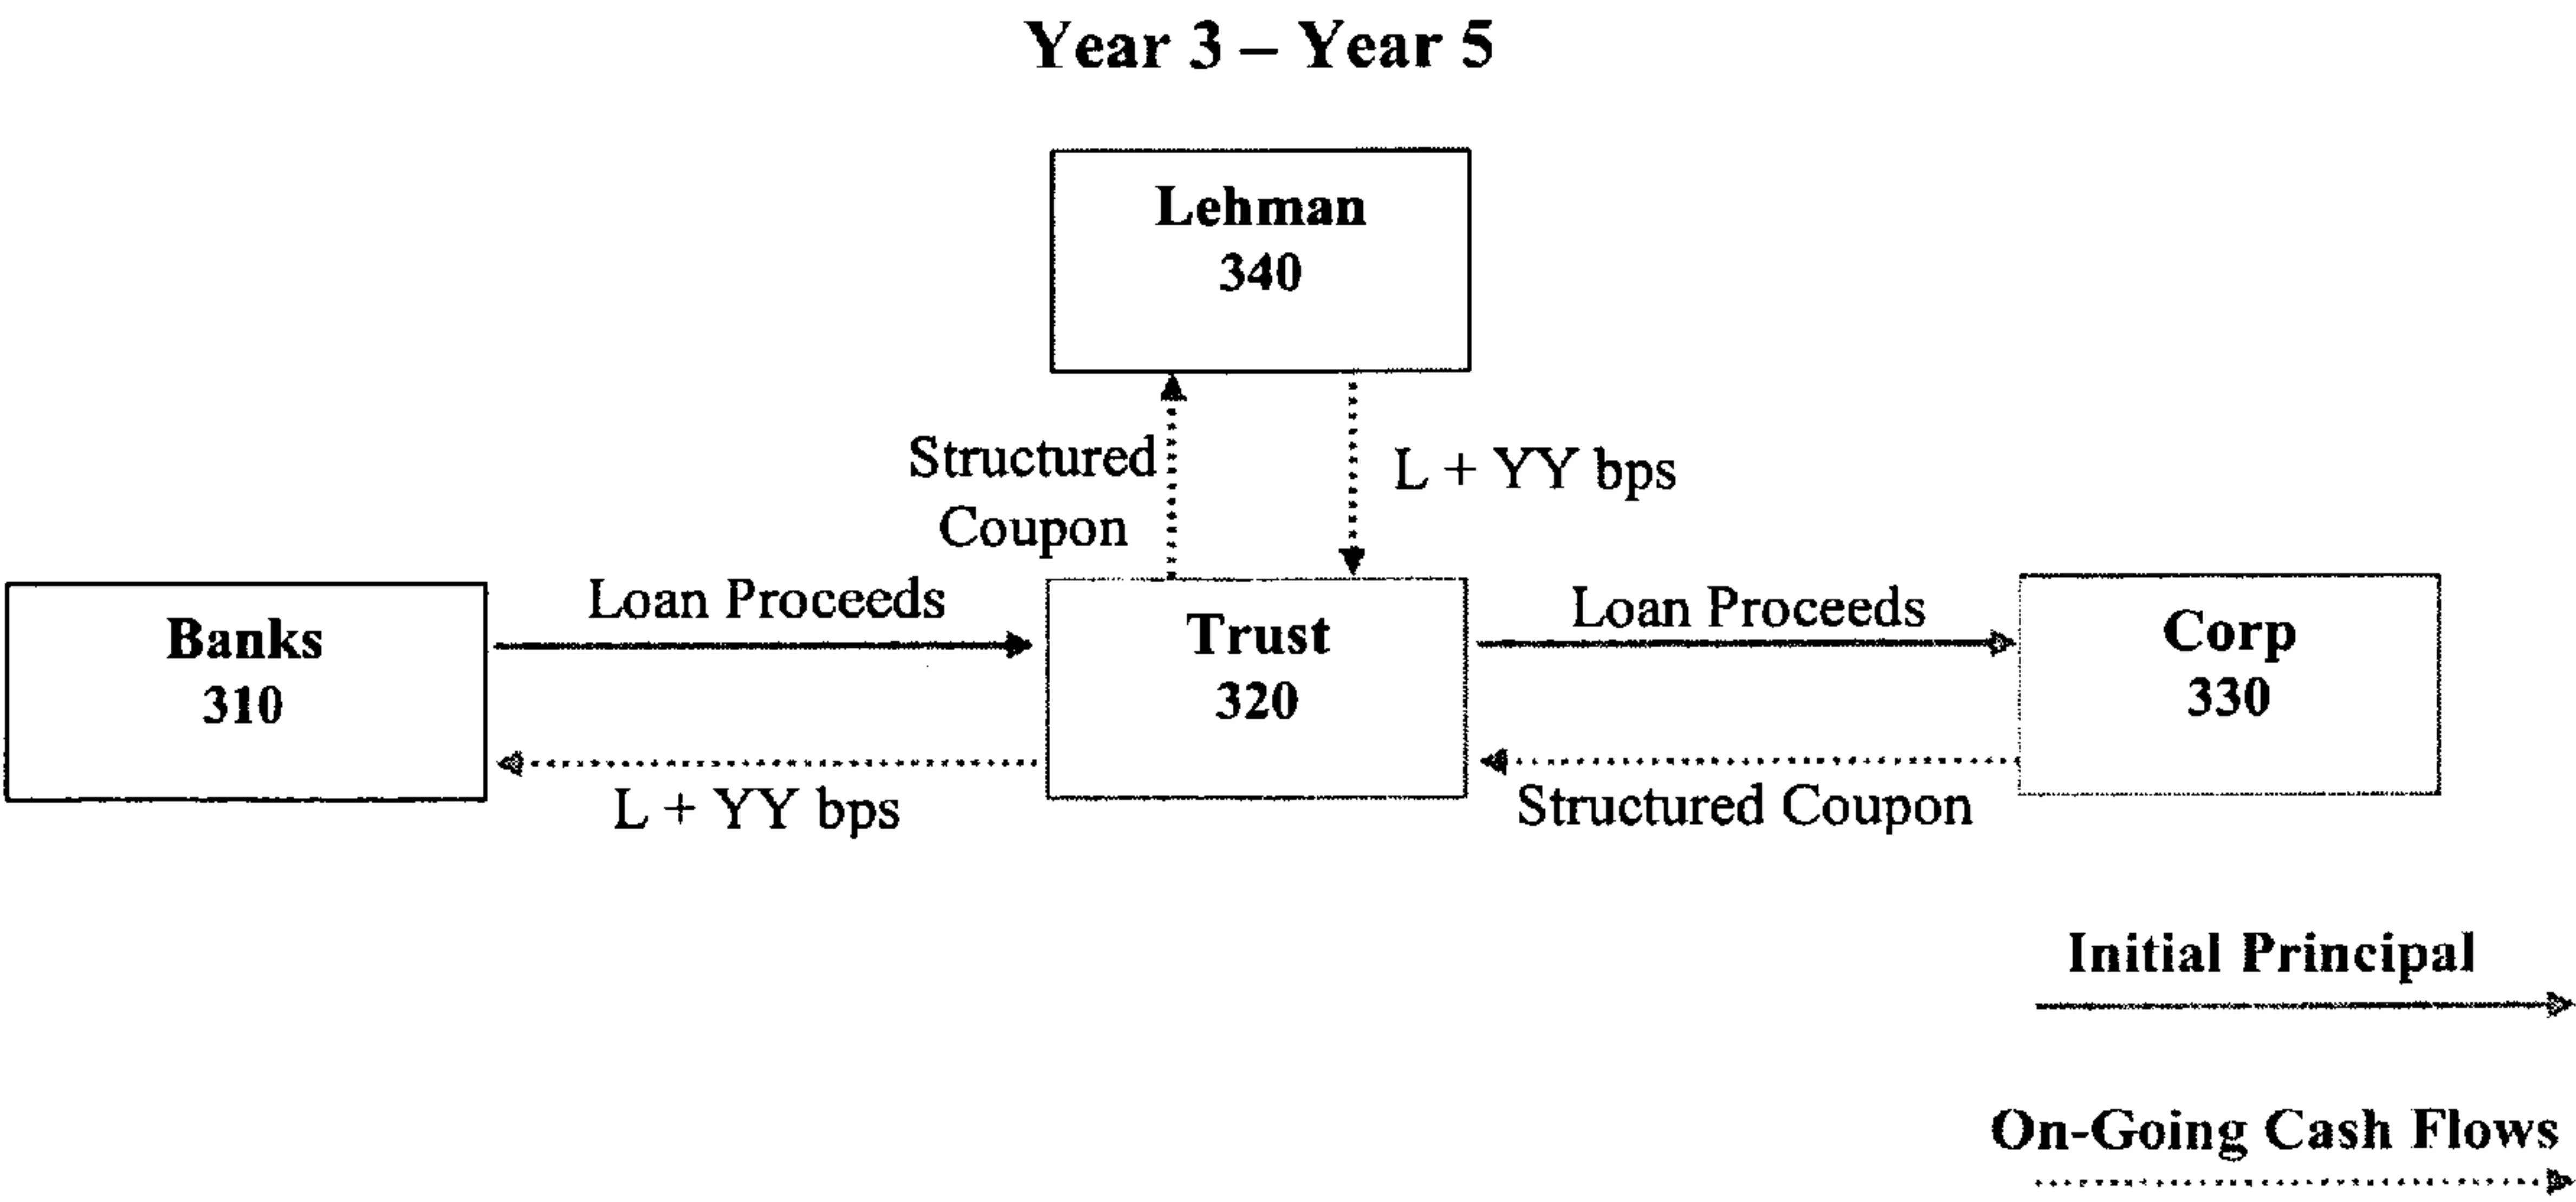 Year 3 – Year 5
Lehman
340
Structured
Coupon
L + YY bps
Banks
310
Loan Proceeds
Trust
320
Loan Proceeds
Corp
330
L + YY bps
Structured Coupon
Initial Principal
On-Going Cash Flows